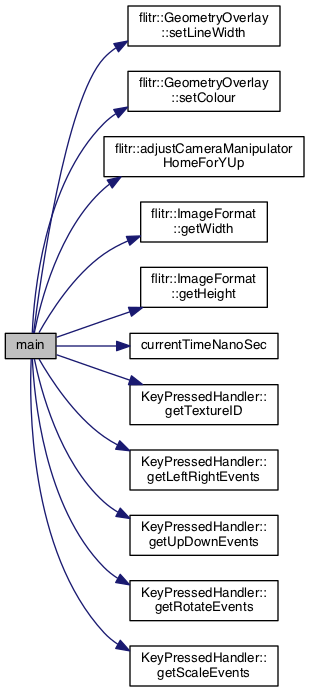 flitr::GeometryOverlay
::setLineWidth
flitr::GeometryOverlay
::setColour
flitr::adjustCameraManipulator
HomeForYUp
flitr::ImageFormat
::getWidth
flitr::ImageFormat
::getHeight
main
currentTimeNanoSec
KeyPressedHandler::
getTextureID
KeyPressedHandler::
getLeftRightEvents
KeyPressedHandler::
getUpDownEvents
KeyPressedHandler::
getRotateEvents
KeyPressedHandler::
getScaleEvents